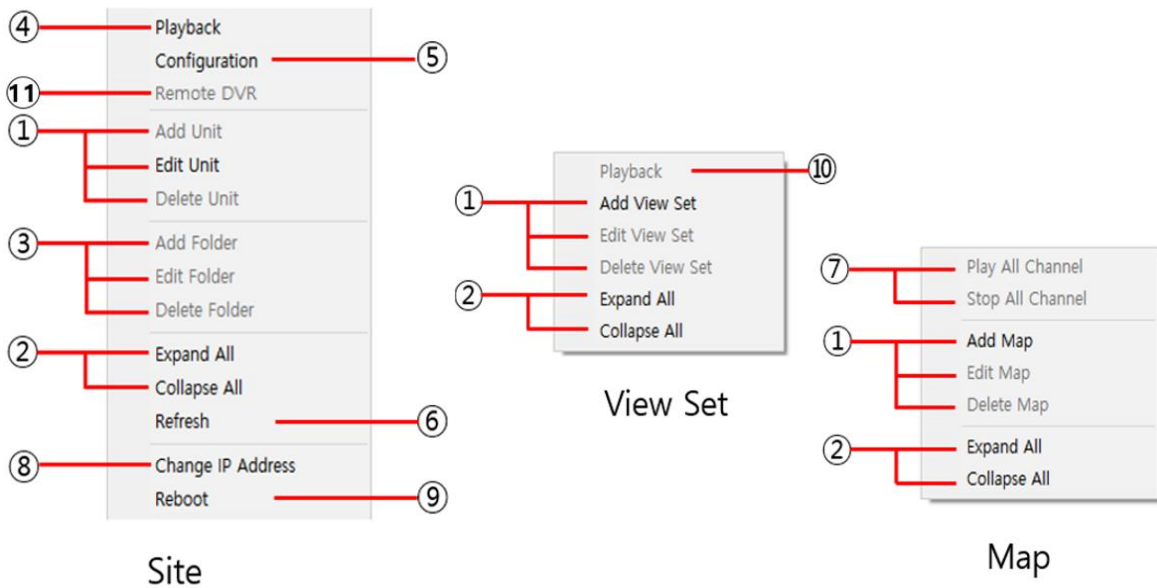 ④ Playback
Configuration ⑤
⑪ Remote DVR
① Add Unit
Edit Unit
Delete Unit
③ Add Folder
Edit Folder
Delete Folder
② Expand All
Collapse All
Refresh ⑥
⑧ Change IP Address
Reboot ⑨
Site
Playback ⑩
① Add View Set
Edit View Set
Delete View Set
② Expand All
Collapse All
View Set
⑦ Play All Channel
Stop All Channel
① Add Map
Edit Map
Delete Map
② Expand All
Collapse All
Map